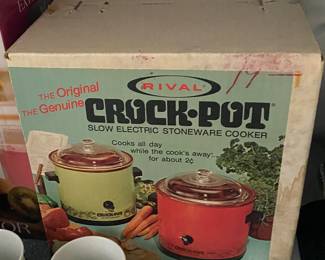 RIVAL®
THE Original
THE Genuine
CROCK·POT®
SLOW ELECTRIC STONEWARE COOKER
Cooks all day
while the cook's away™
for about 2¢